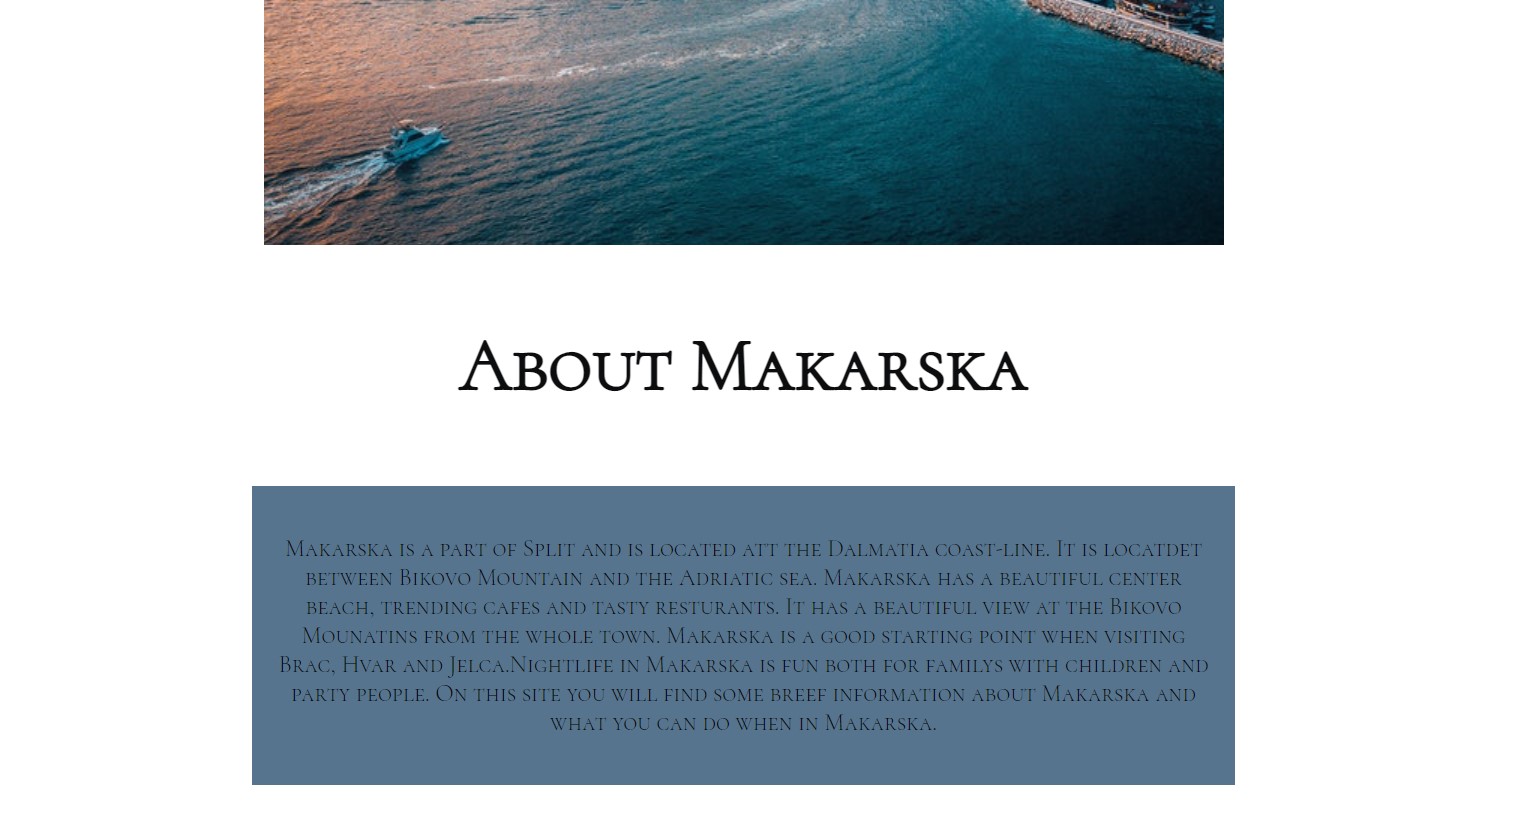 About Makarska
Makarska is a part of Split and is located att the Dalmatia coast-line. It is locatdet
between Bikovo Mountain and the Adriatic sea. Makarska has a beautiful center
beach, trending cafes and tasty resturants. It has a beautiful view at the Bikovo
Mounatins from the whole town. Makarska is a good starting point when visiting
Brac, Hvar and Jelca.Nightlife in Makarska is fun both for familys with children and
party people. On this site you will find some breef information about Makarska and
what you can do when in Makarska.